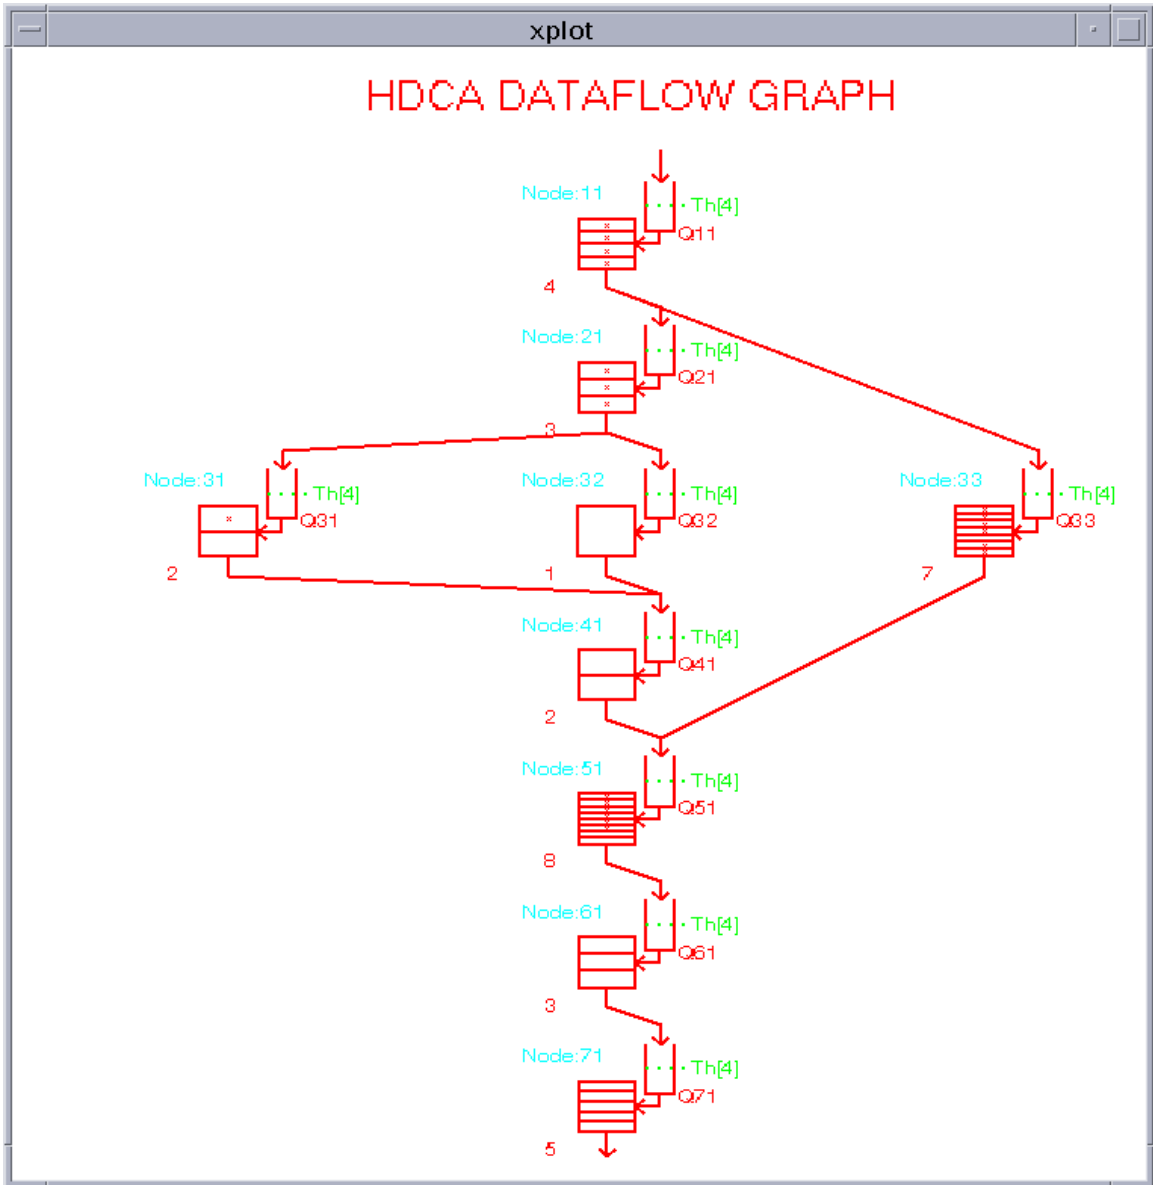 xplot
HDCA DATAFLOW GRAPH
Node:11
Th[4]
Q11
4
Node:21
Th[4]
Q21
3
Node:31
Th[4]
Q31
2
Node:32
Th[4]
Q32
1
Node:33
Th[4]
Q33
7
Node:41
Th[4]
Q41
2
Node:51
Th[4]
Q51
8
Node:61
Th[4]
Q61
3
Node:71
Th[4]
Q71
5